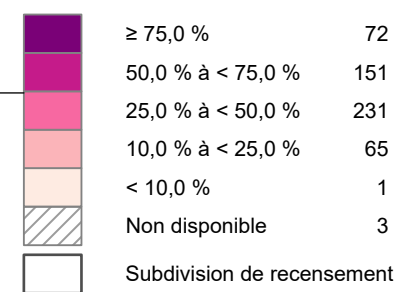 ≥ 75,0 % 72
50,0 % à < 75,0 % 151
25,0 % à < 50,0 % 231
10,0 % à < 25,0 % 65
< 10,0 % 1
Non disponible 3
Subdivision de recensement